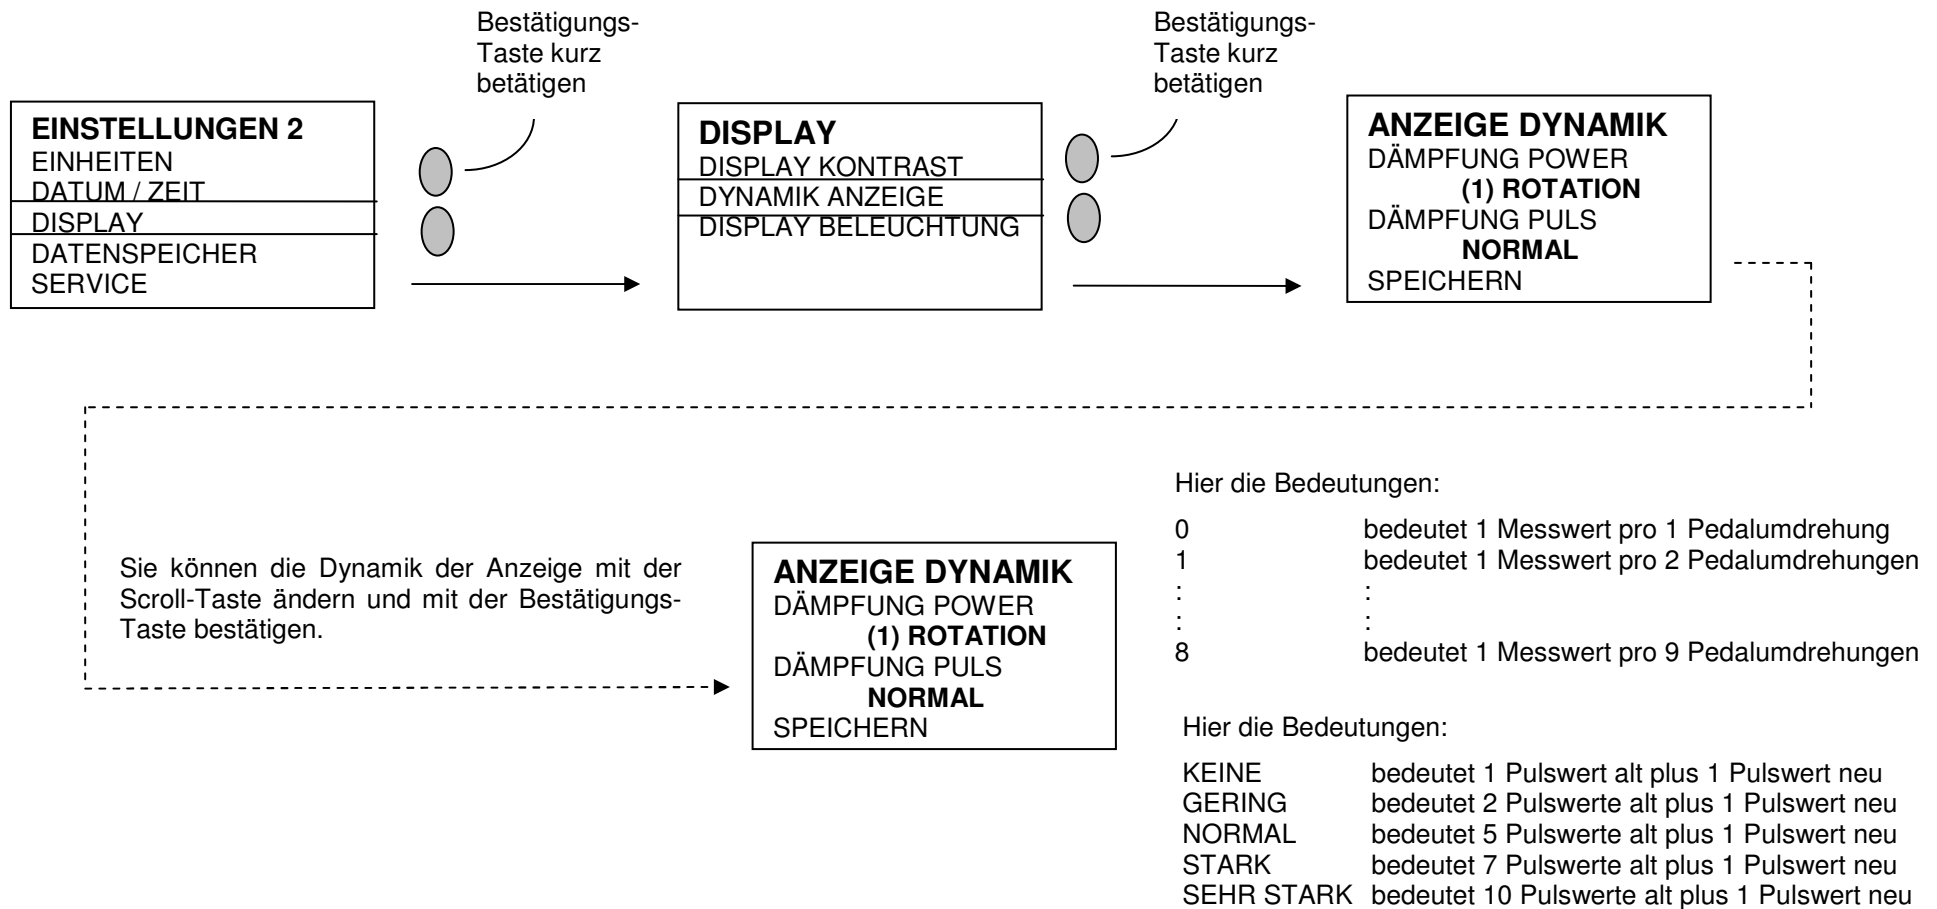 Bestätigungs-
Taste kurz
betätigen
Bestätigungs-
Taste kurz
betätigen
EINSTELLUNGEN 2
EINHEITEN
DATUM / ZEIT
DISPLAY
DATENSPEICHER
SERVICE
DISPLAY
DISPLAY KONTRAST
DYNAMIK ANZEIGE
DISPLAY BELEUCHTUNG
ANZEIGE DYNAMIK
DÄMPFUNG POWER
(1) ROTATION
DÄMPFUNG PULS
NORMAL
SPEICHERN
Sie können die Dynamik der Anzeige mit der
Scroll-Taste ändern und mit der Bestätigungs-
Taste bestätigen.
ANZEIGE DYNAMIK
DÄMPFUNG POWER
(1) ROTATION
DÄMPFUNG PULS
NORMAL
SPEICHERN
Hier die Bedeutungen:
0 bedeutet 1 Messwert pro 1 Pedalumdrehung
1 bedeutet 1 Messwert pro 2 Pedalumdrehungen
: :
: :
8 bedeutet 1 Messwert pro 9 Pedalumdrehungen
Hier die Bedeutungen:
KEINE bedeutet 1 Pulswert alt plus 1 Pulswert neu
GERING bedeutet 2 Pulswerte alt plus 1 Pulswert neu
NORMAL bedeutet 5 Pulswerte alt plus 1 Pulswert neu
STARK bedeutet 7 Pulswerte alt plus 1 Pulswert neu
SEHR STARK bedeutet 10 Pulswerte alt plus 1 Pulswert neu